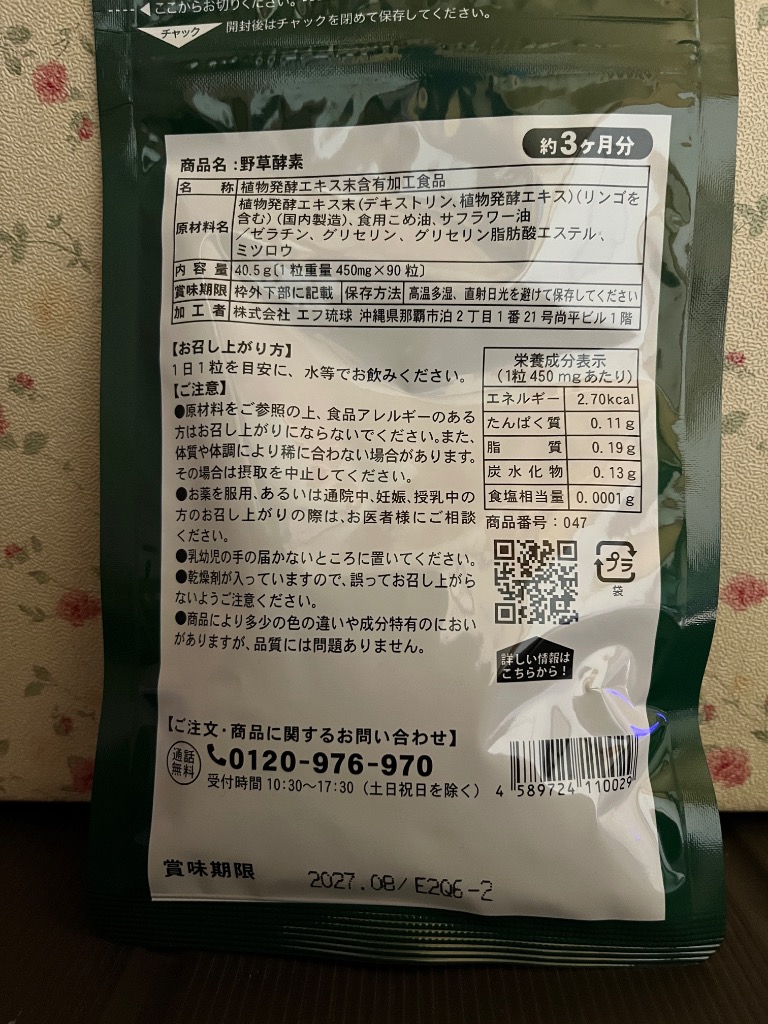 ◀ここからお切りください。
チャック 開封後はチャックを閉めて保存してください。
約3ヶ月分
商品名：野草酵素
名 称 植物発酵エキス末含有加工食品
原材料名 植物発酵エキス末(デキストリン、植物発酵エキス)(リンゴを
含む)(国内製造)、食用こめ油、サフラワー油
／ゼラチン、グリセリン、グリセリン脂肪酸エステル、
ミツロウ
内 容 量 40.5g〔1粒重量 450mg×90粒〕
賞味期限 枠外下部に記載 保存方法 高温多湿、直射日光を避けて保存してください
加 工 者 株式会社 エフ琉球 沖縄県那覇市泊2丁目1番21号尚平ビル1階
【お召し上がり方】
1日1粒を目安に、水等でお飲みください。
【ご注意】
●原材料をご参照の上、食品アレルギーのある
方はお召し上がりにならないでください。また、
体質や体調により稀に合わない場合があります。
その場合は摂取を中止してください。
●お薬を服用、あるいは通院中、妊娠、授乳中の
方のお召し上がりの際は、お医者様にご相談
ください。
●乳幼児の手の届かないところに置いてください。
●乾燥剤が入っていますので、誤ってお召し上がら
ないようご注意ください。
●商品により多少の色の違いや成分特有のにおい
がありますが、品質には問題ありません。
栄養成分表示
(1粒450mgあたり)
エネルギー 2.70kcal
たんぱく質 0.11g
脂 質 0.19g
炭水化物 0.13g
食塩相当量 0.0001g
商品番号：047
プラ
袋
詳しい情報は
こちらから！
【ご注文・商品に関するお問い合わせ】
通話
無料
0120-976-970
受付時間 10:30〜17:30（土日祝日を除く）
4 589724 110029
賞味期限 2027.08/E2Q6-2